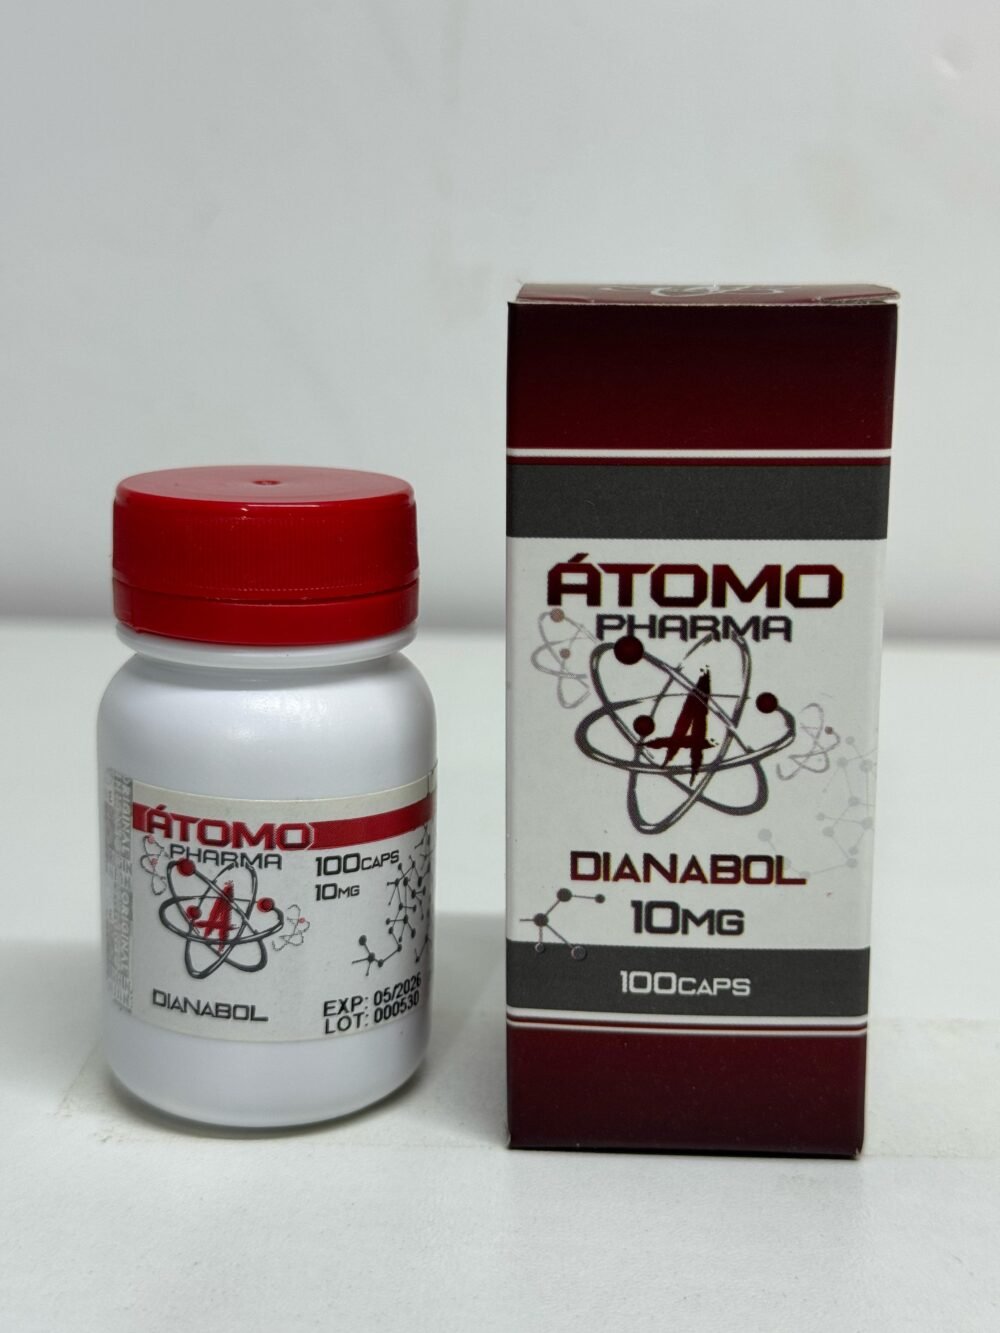 ÁTOMO
PHARMA
100CAPS
10MG
A
DIANABOL
EXP: 05/2026
LOT: 000530
ÁTOMO
PHARMA
A
DIANABOL
10MG
100CAPS